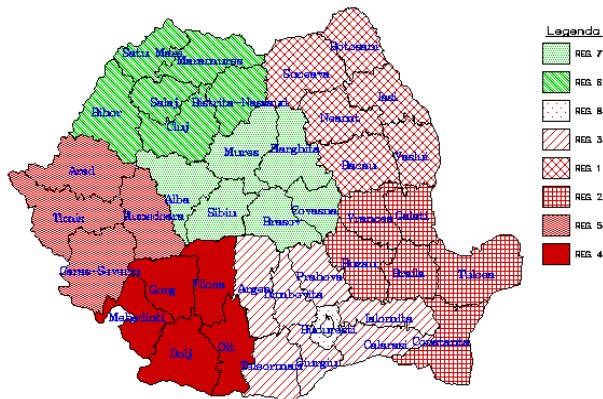 Legenda
REG. 7
REG. 6
REG. 8
REG. 3
REG. 1
REG. 2
REG. 5
REG. 4
Botosani
Satu Mare
Maramures
Suceava
Iasi
Salaj
Bistrita-Nasaud
Bihor
Neamt
Cluj
Mures
Harghita
Vaslui
Bacau
Arad
Alba
Covasna
Timis
Hunedoara
Sibiu
Brasov
Vrancea
Galati
Caras-Severin
Buzau
Braila
Tulcea
Gorg
Vilcea
Arges
Prahova
Dimbovita
Mehedinti
Ialomita
Bucuresti
Dolj
Olt
Calarasi
Constanta
Teleorman
Giurgiu